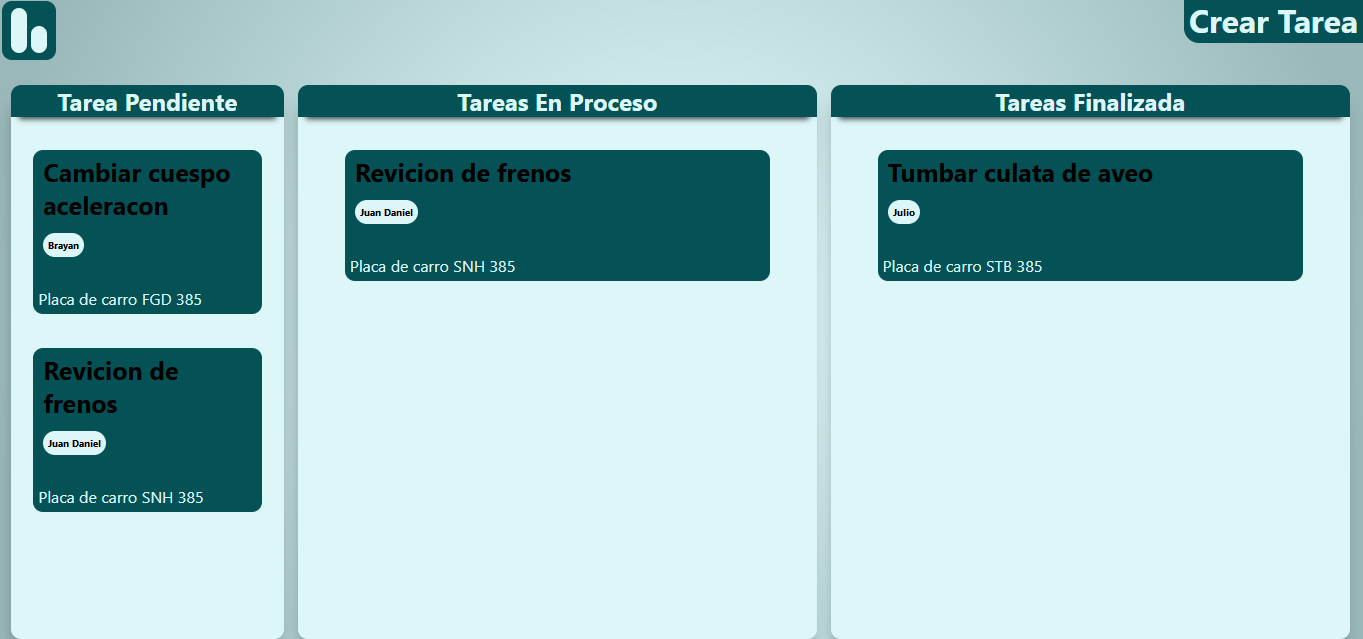 Crear Tarea
Tarea Pendiente
Cambiar cuespo
aceleracon
Brayan
Placa de carro FGD 385
Revicion de
frenos
Juan Daniel
Placa de carro SNH 385
Tareas En Proceso
Revicion de frenos
Juan Daniel
Placa de carro SNH 385
Tareas Finalizada
Tumbar culata de aveo
Julio
Placa de carro STB 385